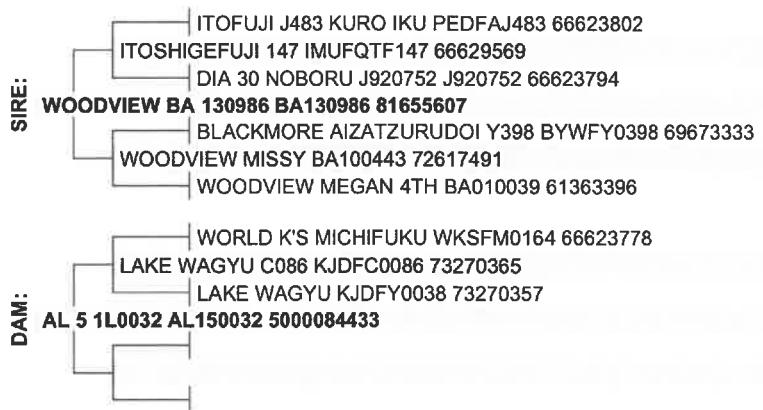 SIRE:
ITOFUJI J483 KURO IKU PEDFAJ483 66623802
ITOSHIGEFUJI 147 IMUFQTF147 66629569
DIA 30 NOBORU J920752 J920752 66623794
WOODVIEW BA 130986 BA130986 81655607
BLACKMORE AIZATZURUDOI Y398 BYWFY0398 69673333
WOODVIEW MISSY BA100443 72617491
WOODVIEW MEGAN 4TH BA010039 61363396
DAM:
WORLD K'S MICHIFUKU WKSFM0164 66623778
LAKE WAGYU C086 KJDFC0086 73270365
LAKE WAGYU KJDFY0038 73270357
AL 5 1L0032 AL150032 5000084433